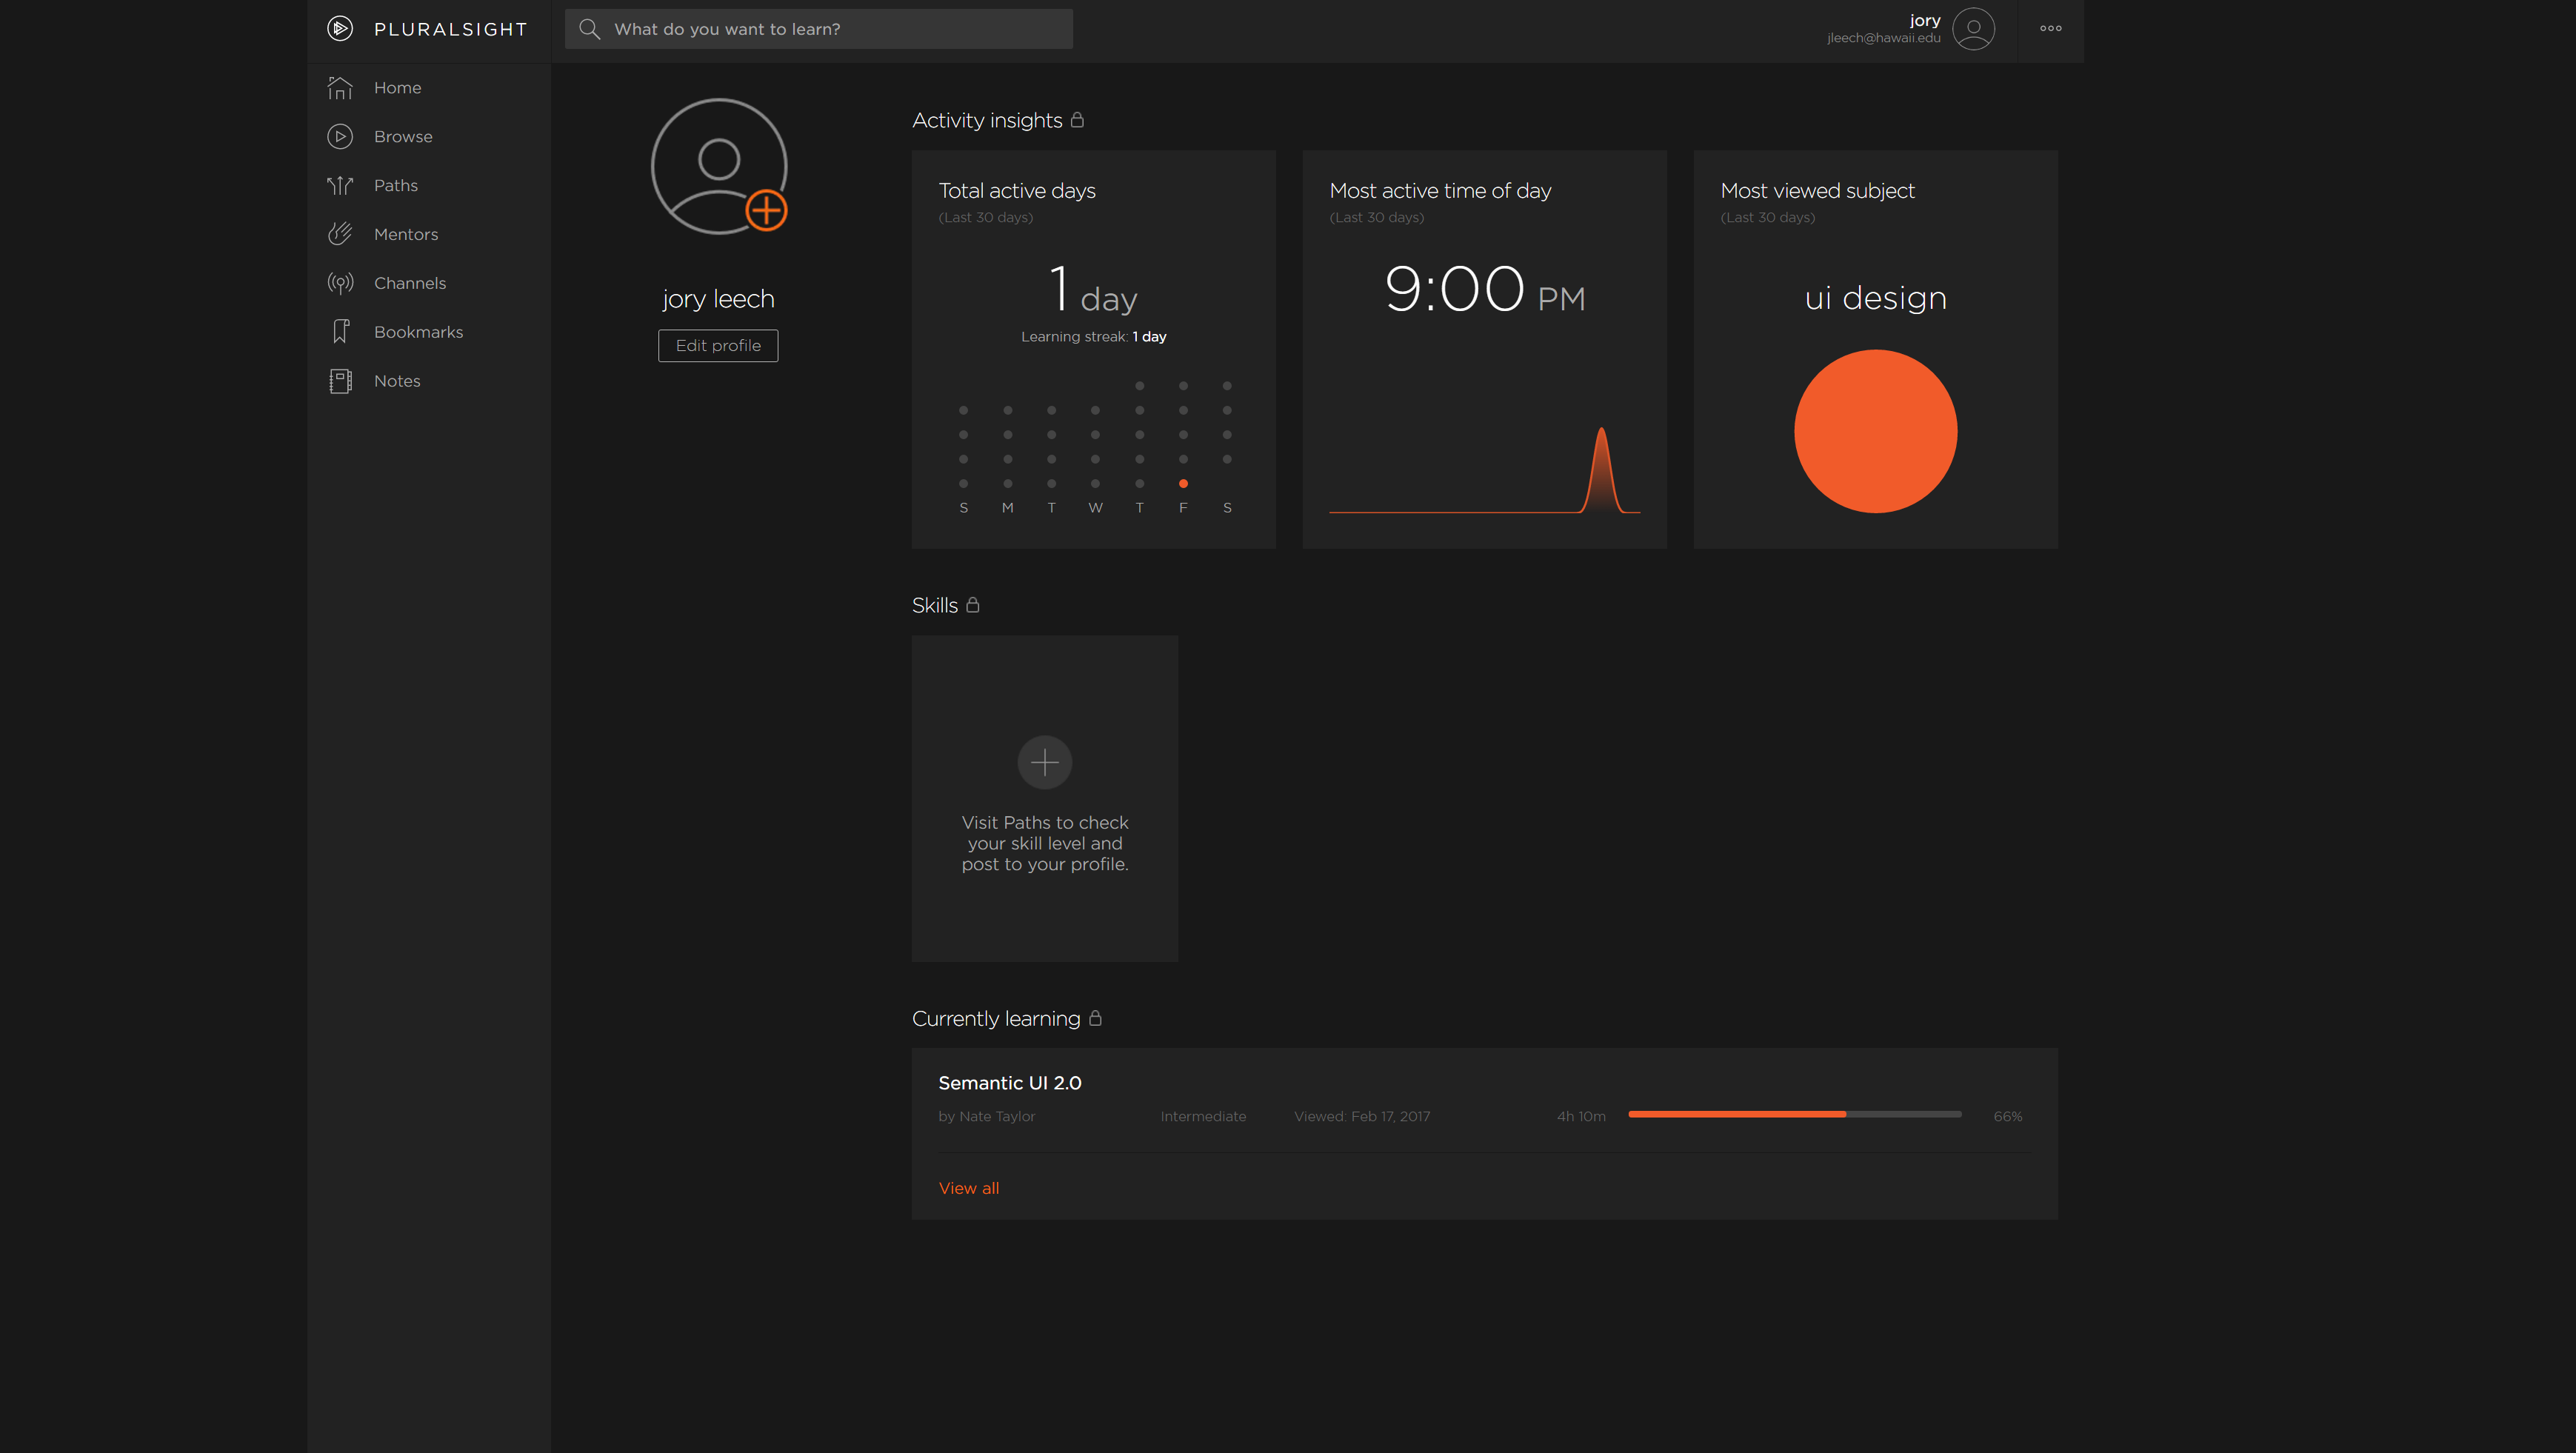 PLURALSIGHT
What do you want to learn?
jory
jleech@hawaii.edu
Home
Browse
Paths
Mentors
Channels
Bookmarks
Notes
jory leech
Edit profile
Activity insights
Total active days
(Last 30 days)
1 day
Learning streak: 1 day
S M T W T F S
Most active time of day
(Last 30 days)
9:00 PM
Most viewed subject
(Last 30 days)
ui design
Skills
Visit Paths to check
your skill level and
post to your profile.
Currently learning
Semantic UI 2.0
by Nate Taylor Intermediate Viewed: Feb 17, 2017 4h 10m 66%
View all